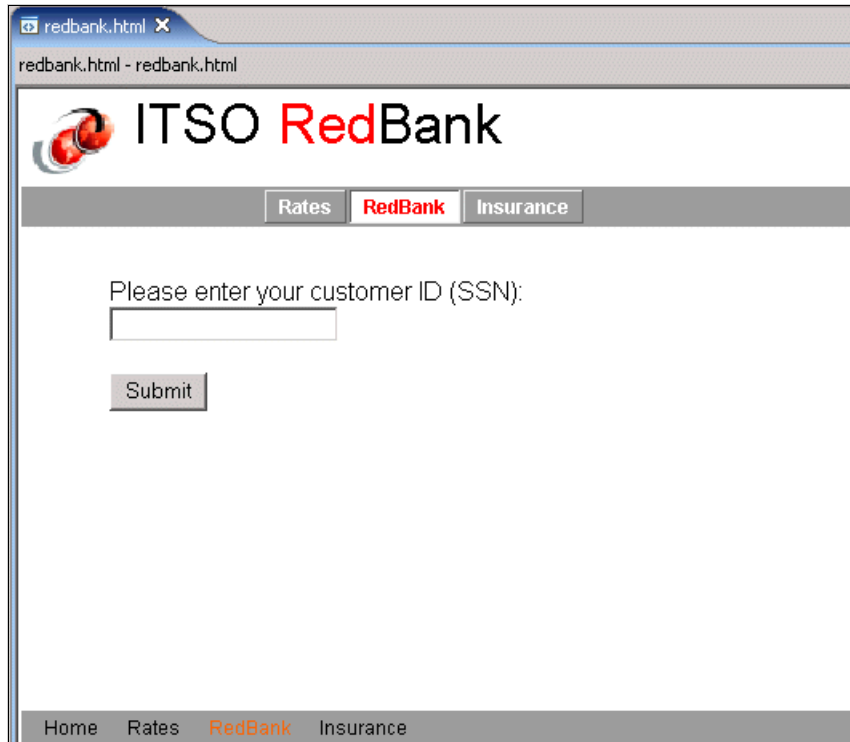 redbank.html
redbank.html - redbank.html
ITSO RedBank
Rates RedBank Insurance
Please enter your customer ID (SSN):
Submit
Home Rates RedBank Insurance